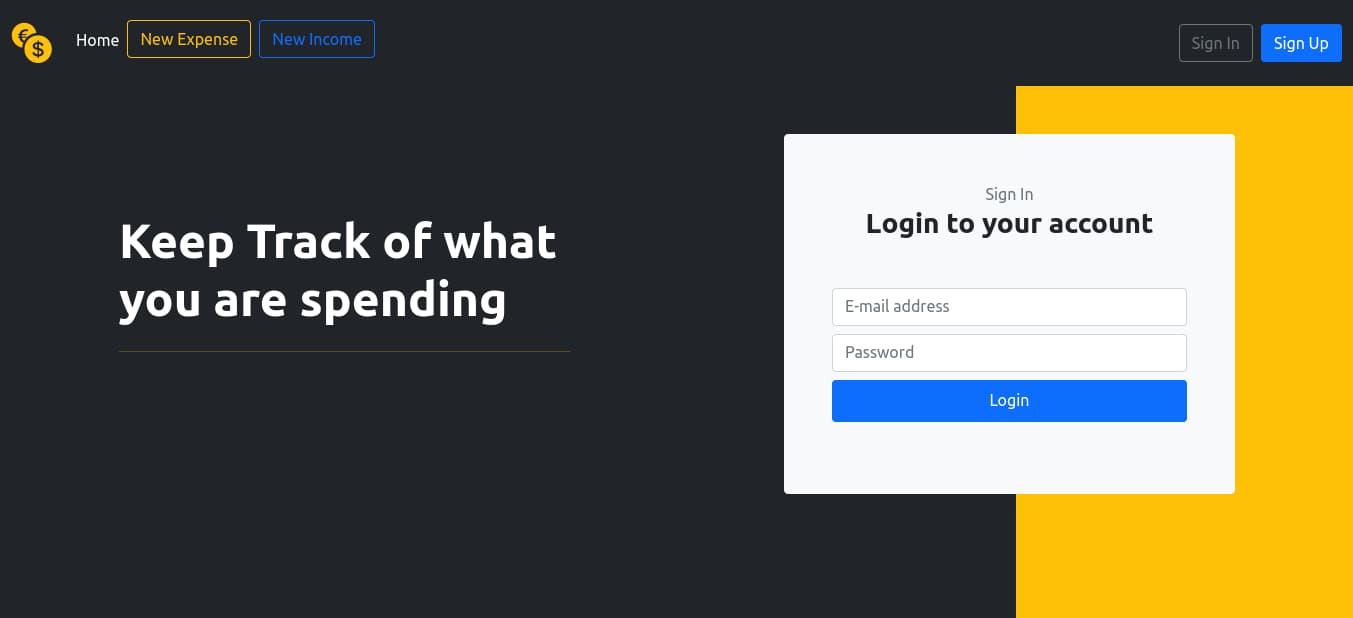 €
$
Home New Expense New Income Sign In Sign Up
Keep Track of what
you are spending
Sign In
Login to your account
E-mail address
Password
Login